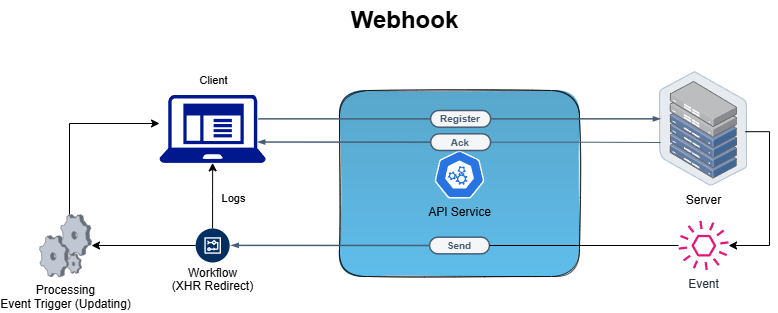 Webhook
Client
Register
Ack
API Service
Server
Logs
Send
Workflow
(XHR Redirect)
Event
Processing
Event Trigger (Updating)